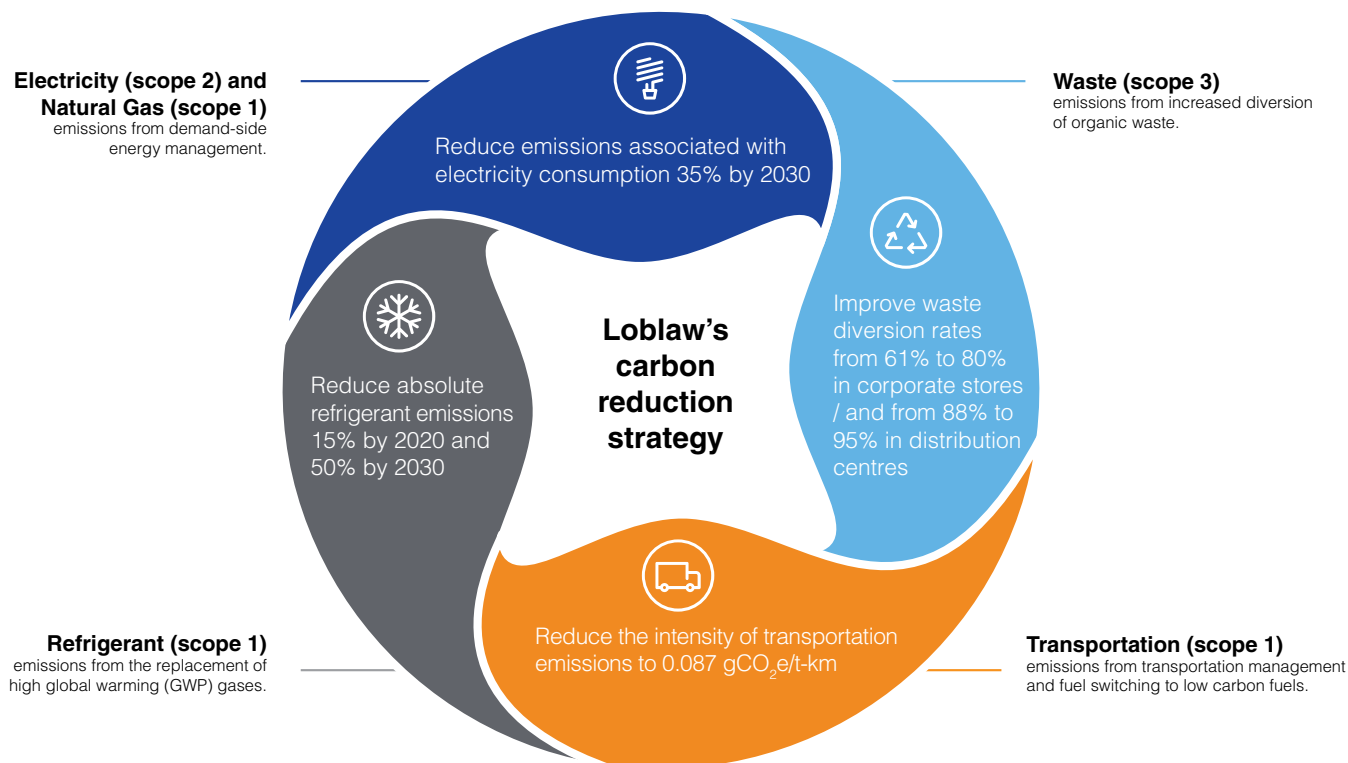 Electricity (scope 2) and
Natural Gas (scope 1)
emissions from demand-side
energy management.
Reduce emissions associated with
electricity consumption 35% by 2030
Waste (scope 3)
emissions from increased diversion
of organic waste.
Improve waste
diversion rates
from 61% to 80%
in corporate stores
/ and from 88% to
95% in distribution
centres
Loblaw’s
carbon
reduction
strategy
Reduce absolute
refrigerant emissions
15% by 2020 and
50% by 2030
Refrigerant (scope 1)
emissions from the replacement of
high global warming (GWP) gases.
Reduce the intensity of transportation
emissions to 0.087 gCO₂e/t-km
Transportation (scope 1)
emissions from transportation management
and fuel switching to low carbon fuels.